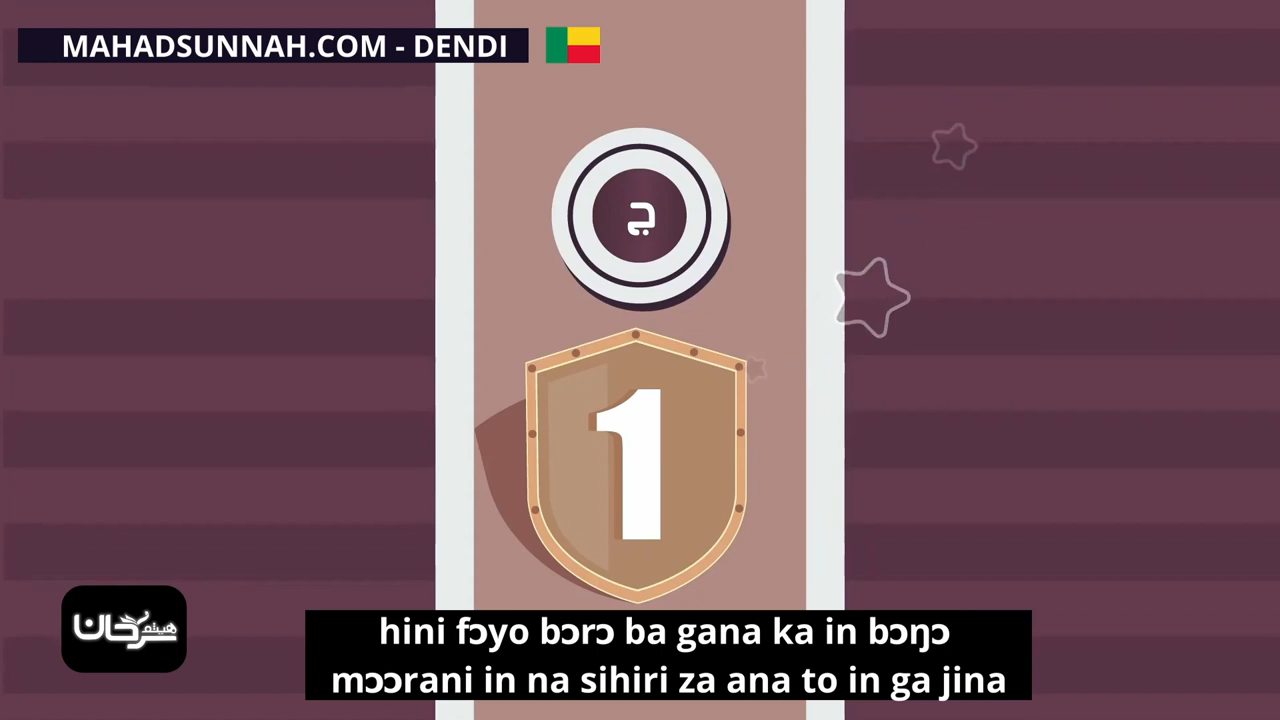 MAHADSUNNAH.COM - DENDI
ج
1
هيثم
سرحان
hini fɔyo bɔrɔ ba gana ka in bɔŋɔ
mɔɔrani in na sihiri za ana to in ga jina